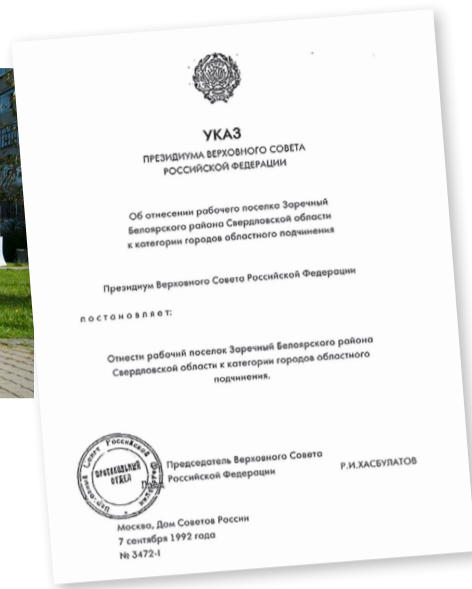 УКАЗ
ПРЕЗИДИУМА ВЕРХОВНОГО СОВЕТА
РОССИЙСКОЙ ФЕДЕРАЦИИ
Об отнесении рабочего поселка Заречный
Белоярского района Свердловской области
к категории городов областного подчинения
Президиум Верховного Совета Российской Федерации
постановляет:
Отнести рабочий поселок Заречный Белоярского района
Свердловской области к категории городов областного
подчинения.
Председатель Верховного Совета
Российской Федерации
Р.И.ХАСБУЛАТОВ
ПРОТОКОЛЬНЫЙ
ОТДЕЛ
Москва, Дом Советов России
7 сентября 1992 года
№ 3472-I